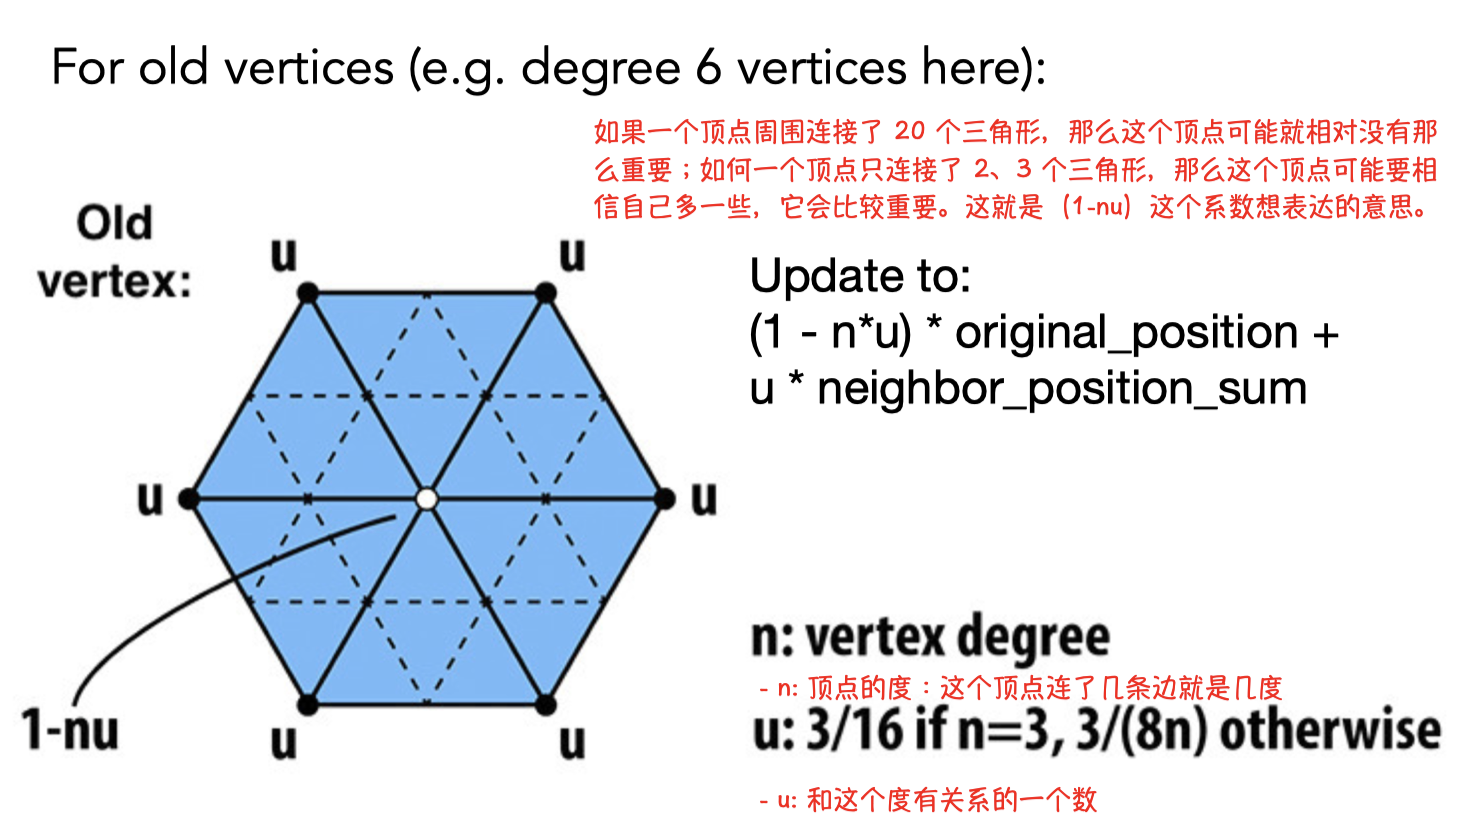 For old vertices (e.g. degree 6 vertices here):
如果一个顶点周围连接了 20 个三角形，那么这个顶点可能就相对没有那
么重要；如何一个顶点只连接了 2、3 个三角形，那么这个顶点可能要相
信自己多一些，它会比较重要。这就是（1-nu）这个系数想表达的意思。
Old
vertex:
u
u
Update to:
(1 - n*u) * original_position +
u * neighbor_position_sum
u
u
n: vertex degree
- n: 顶点的度：这个顶点连了几条边就是几度
1-nu
u
u
u: 3/16 if n=3, 3/(8n) otherwise
- u: 和这个度有关系的一个数